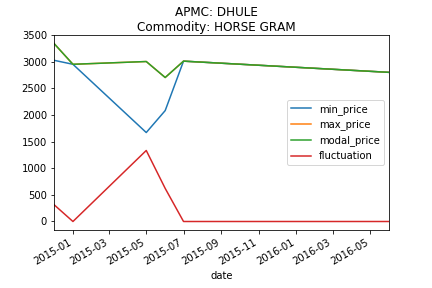 APMC: DHULE
Commodity: HORSE GRAM
3500
3000
2500
2000
1500
1000
500
0
min_price
max_price
modal_price
fluctuation
2015-01
2015-03
2015-05
2015-07
2015-09
2015-11
2016-01
2016-03
2016-05
date